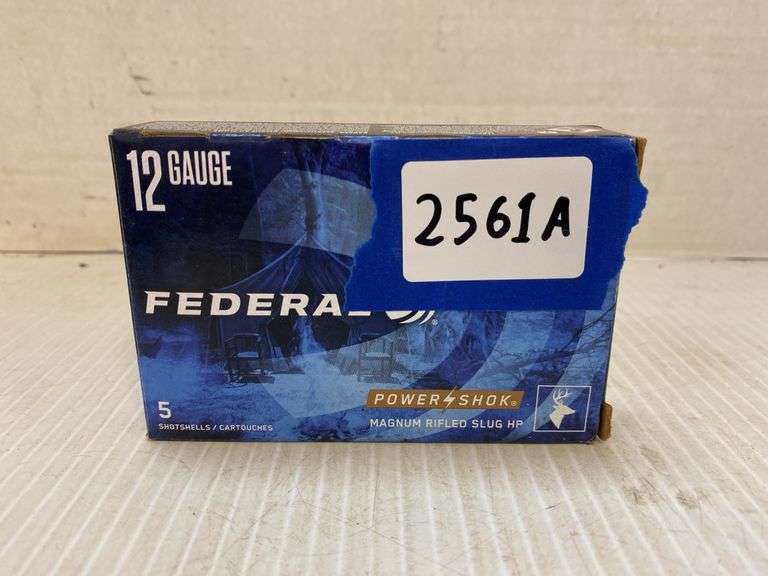 12 GAUGE
2561A
FEDERAL
POWER SHOK®
MAGNUM RIFLED SLUG HP
5
SHOTSHELLS / CARTOUCHES